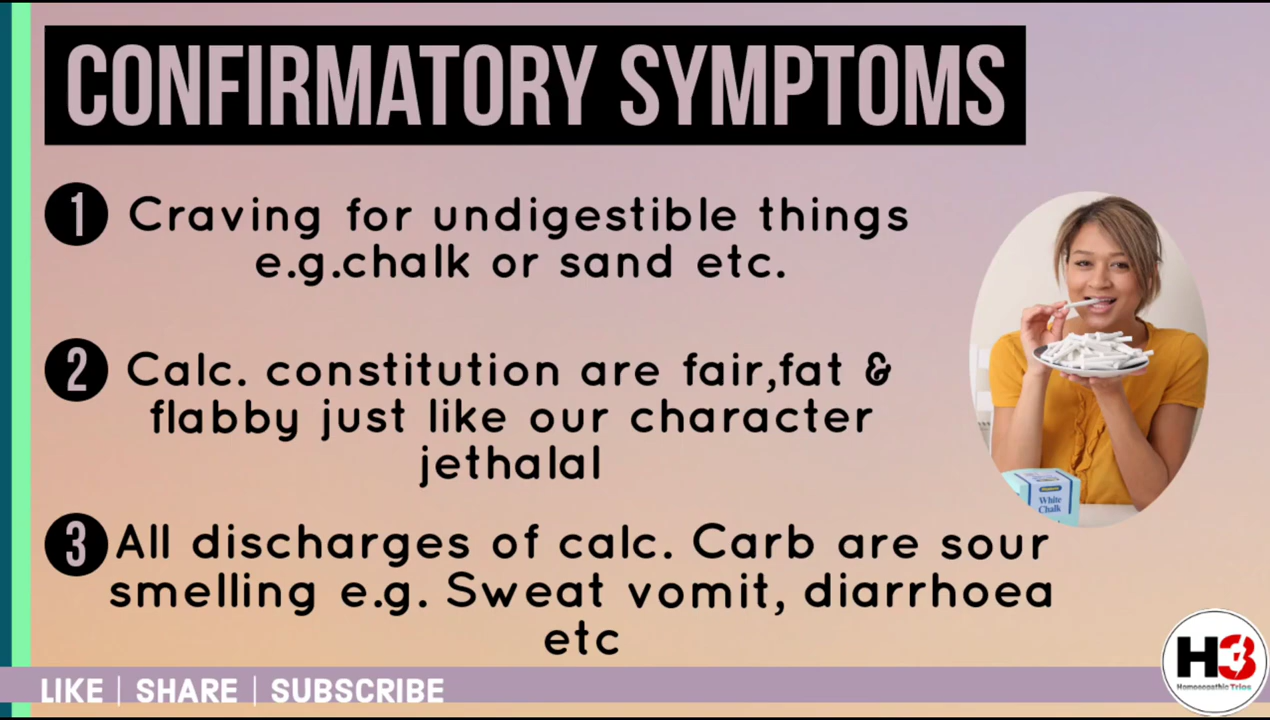 CONFIRMATORY SYMPTOMS
1 Craving for undigestible things
e.g.chalk or sand etc.
2 Calc. constitution are fair,fat &
flabby just like our character
jethalal
3 All discharges of calc. Carb are sour
smelling e.g. Sweat vomit, diarrhoea
etc
White
Chalk
LIKE | SHARE | SUBSCRIBE
H3
Homoeopathic Trips